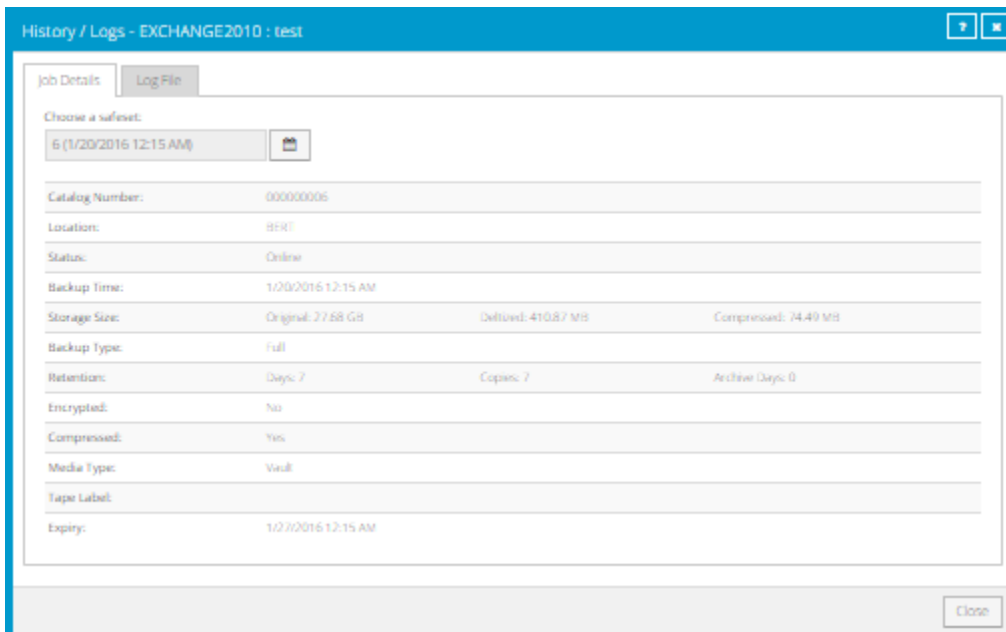 History / Logs - EXCHANGE2010 : test
? ×
Job Details Log File
Choose a safeset:
6 (1/20/2016 12:15 AM)
Catalog Number: 000000006
Location: BERT
Status: Online
Backup Time: 1/20/2016 12:15 AM
Storage Size: Original: 27.68 GB Deltized: 410.87 MB Compressed: 74.49 MB
Backup Type: Full
Retention: Days: 7 Copies: 7 Archive Days: 0
Encrypted: No
Compressed: Yes
Media Type: Vault
Tape Label:
Expiry: 1/27/2016 12:15 AM
Close